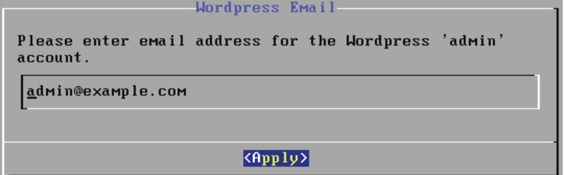 Wordpress Email
Please enter email address for the Wordpress 'admin'
account.
admin@example.com
<Apply>